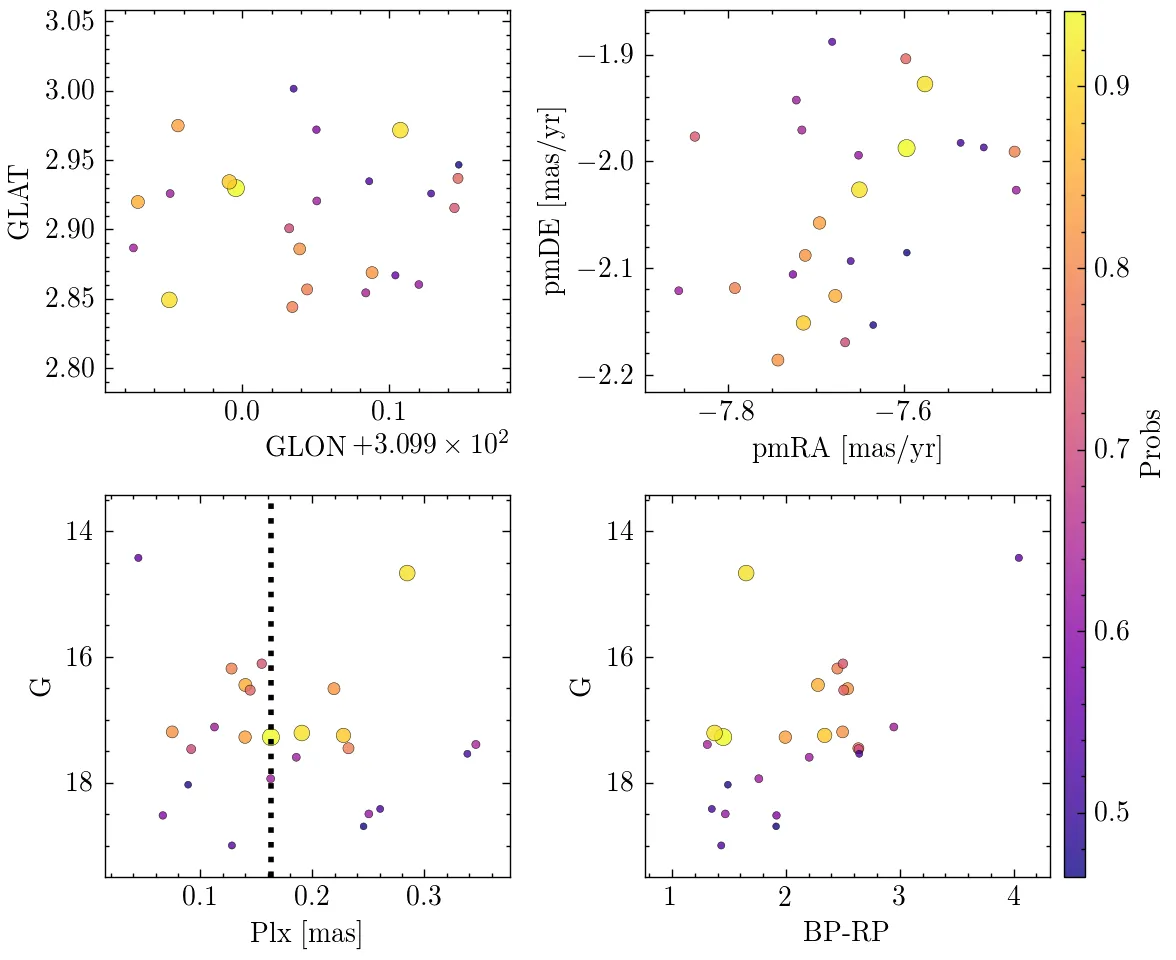 3.05
3.00
2.95
2.90
2.85
2.80
GLAT
0.0 0.1
GLON +3.099 × 10²
−1.9
−2.0
−2.1
−2.2
pmDE [mas/yr]
−7.8 −7.6
pmRA [mas/yr]
0.9
0.8
0.7
0.6
0.5
Probs
14
16
18
G
0.1 0.2 0.3
Plx [mas]
14
16
18
G
1 2 3 4
BP-RP